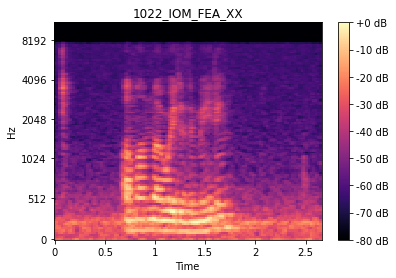 1022_IOM_FEA_XX
8192
4096
2048
1024
512
0
Hz
0
0.5
1
1.5
2
2.5
Time
+0 dB
-10 dB
-20 dB
-30 dB
-40 dB
-50 dB
-60 dB
-70 dB
-80 dB